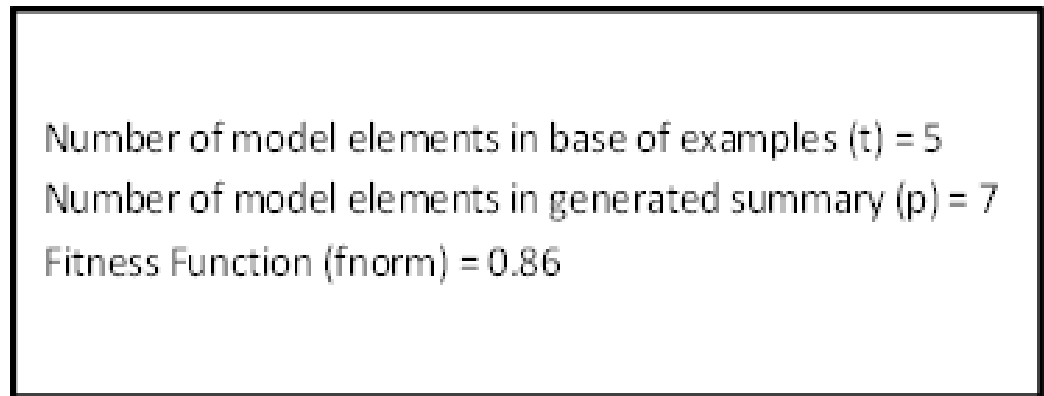 Number of model elements in base of examples (t) = 5
Number of model elements in generated summary (p) = 7
Fitness Function (fnorm) = 0.86